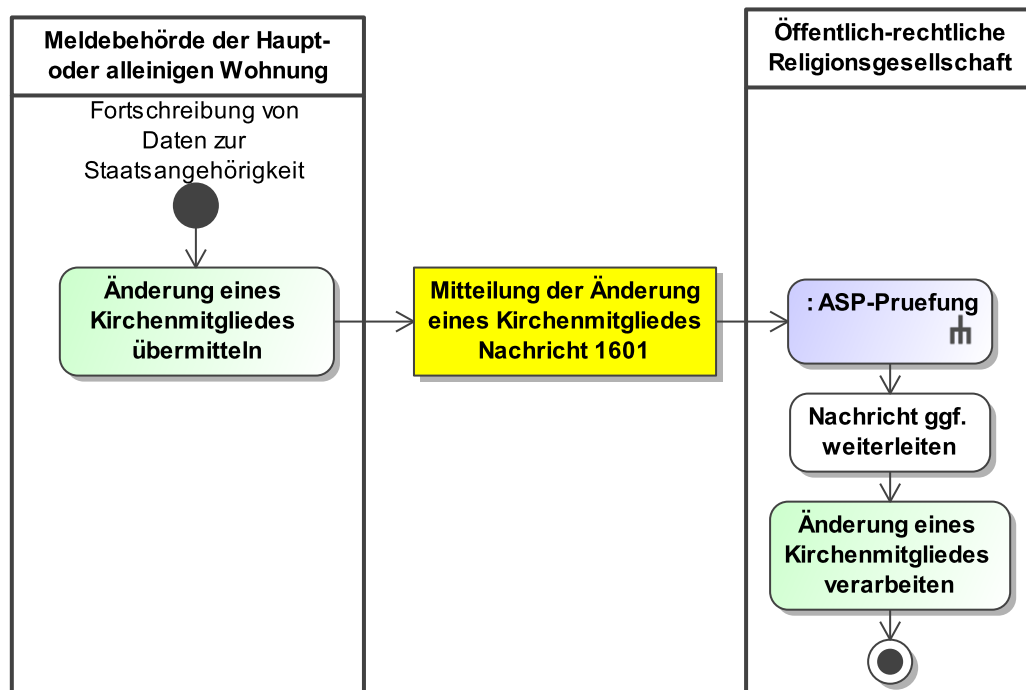 Meldebehörde der Haupt-
oder alleinigen Wohnung
Fortschreibung von
Daten zur
Staatsangehörigkeit
Änderung eines
Kirchenmitgliedes
übermitteln
Mitteilung der Änderung
eines Kirchenmitgliedes
Nachricht 1601
Öffentlich-rechtliche
Religionsgesellschaft
: ASP-Pruefung
Nachricht ggf.
weiterleiten
Änderung eines
Kirchenmitgliedes
verarbeiten